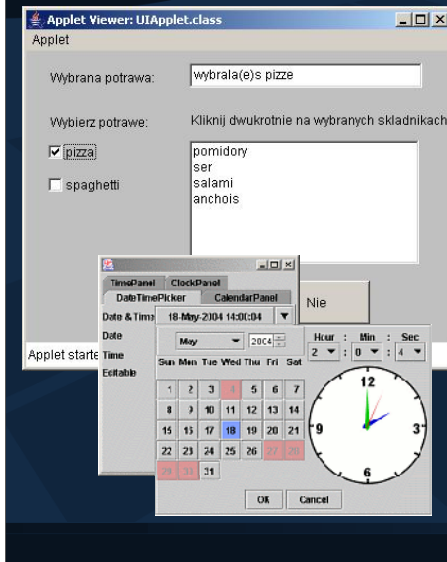 Applet Viewer: UIApplet.class
Applet
Wybrana potrawa:
wybrala(e)s pizze
Wybierz potrawe:
Kliknij dwukrotnie na wybranych skladnikach
pizza
spaghetti
pomidory
ser
salami
anchois
Nie
Applet starte
TimePanel ClockPanel
DateTimePicker CalendarPanel
Date & Time 18-May-2004 14:00:04
Date
Time
Editable
May 2004
Hour : Min : Sec
2 : 0 : 4
Sun Mon Tue Wed Thu Fri Sat
1 2 3 4 5 6 7
8 9 10 11 12 13 14
15 16 17 18 19 20 21
22 23 24 25 26 27 28
29 30 31
12
9 3
6
OK Cancel